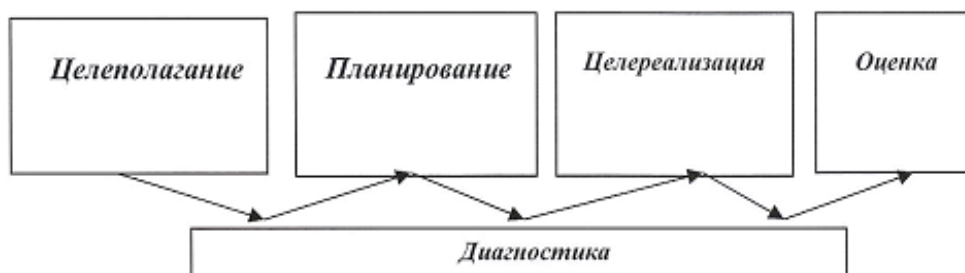 Целеполагание
Планирование
Целереализация
Оценка
Диагностика